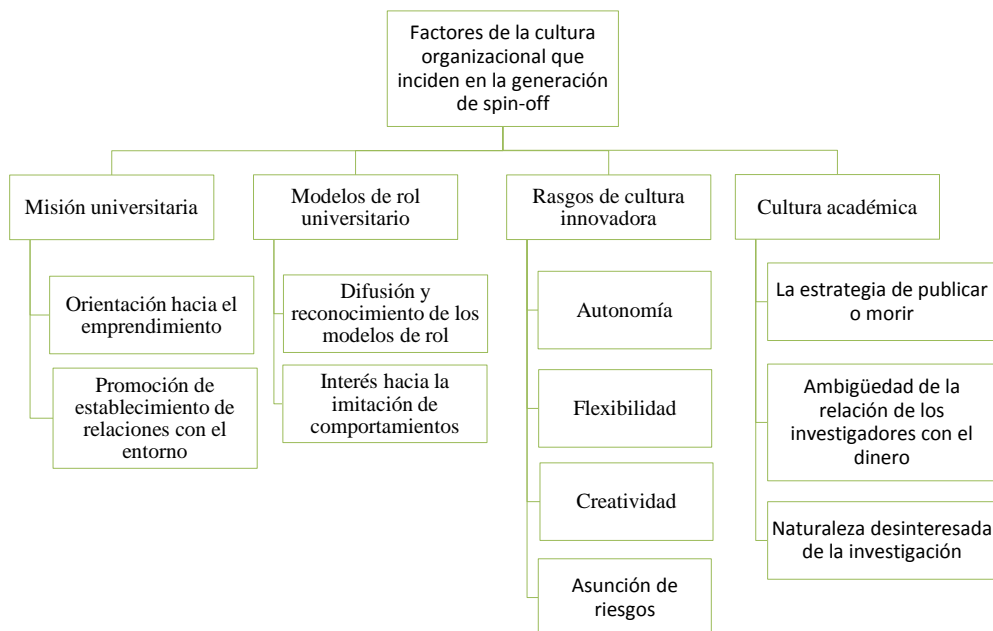 Factores de la cultura
organizacional que
inciden en la generación
de spin-off
Misión universitaria
Orientación hacia el
emprendimiento
Promoción de
establecimiento de
relaciones con el
entorno
Modelos de rol
universitario
Difusión y
reconocimiento de los
modelos de rol
Interés hacia la
imitación de
comportamientos
Rasgos de cultura
innovadora
Autonomía
Flexibilidad
Creatividad
Asunción de
riesgos
Cultura académica
La estrategia de publicar
o morir
Ambigüedad de la
relación de los
investigadores con el
dinero
Naturaleza desinteresada
de la investigación